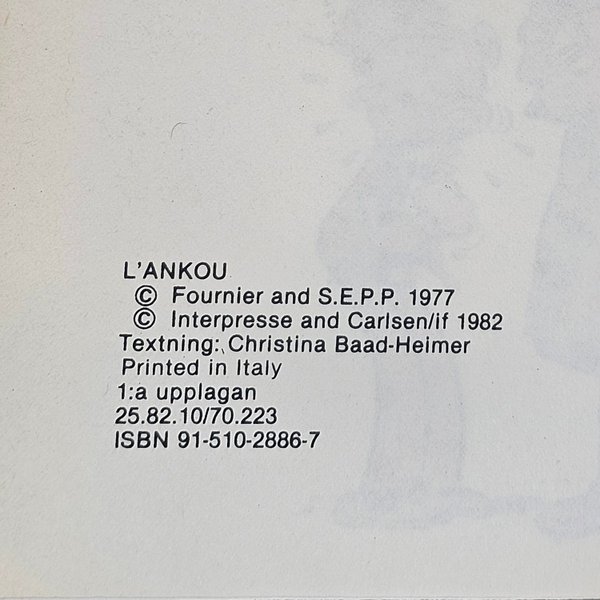 L'ANKOU
© Fournier and S.E.P.P. 1977
© Interpresse and Carlsen/if 1982
Textning: Christina Baad-Heimer
Printed in Italy
1:a upplagan
25.82.10/70.223
ISBN 91-510-2886-7